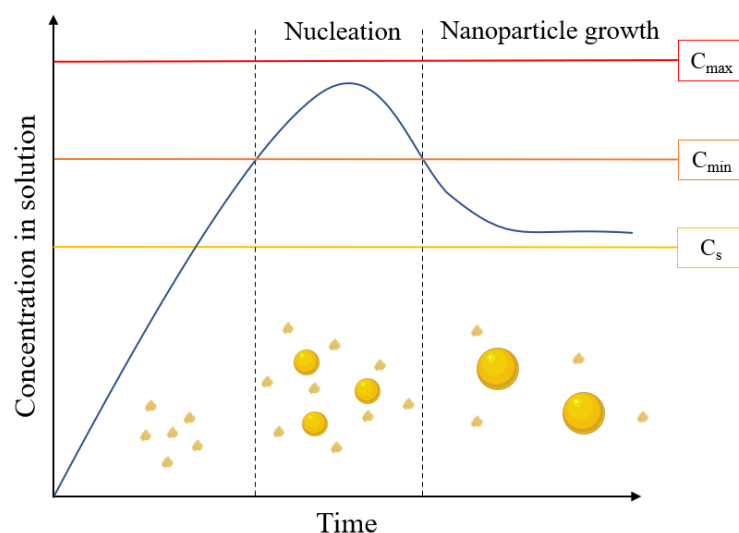 Nucleation
Nanoparticle growth
Cmax
Cmin
Cs
Concentration in solution
Time